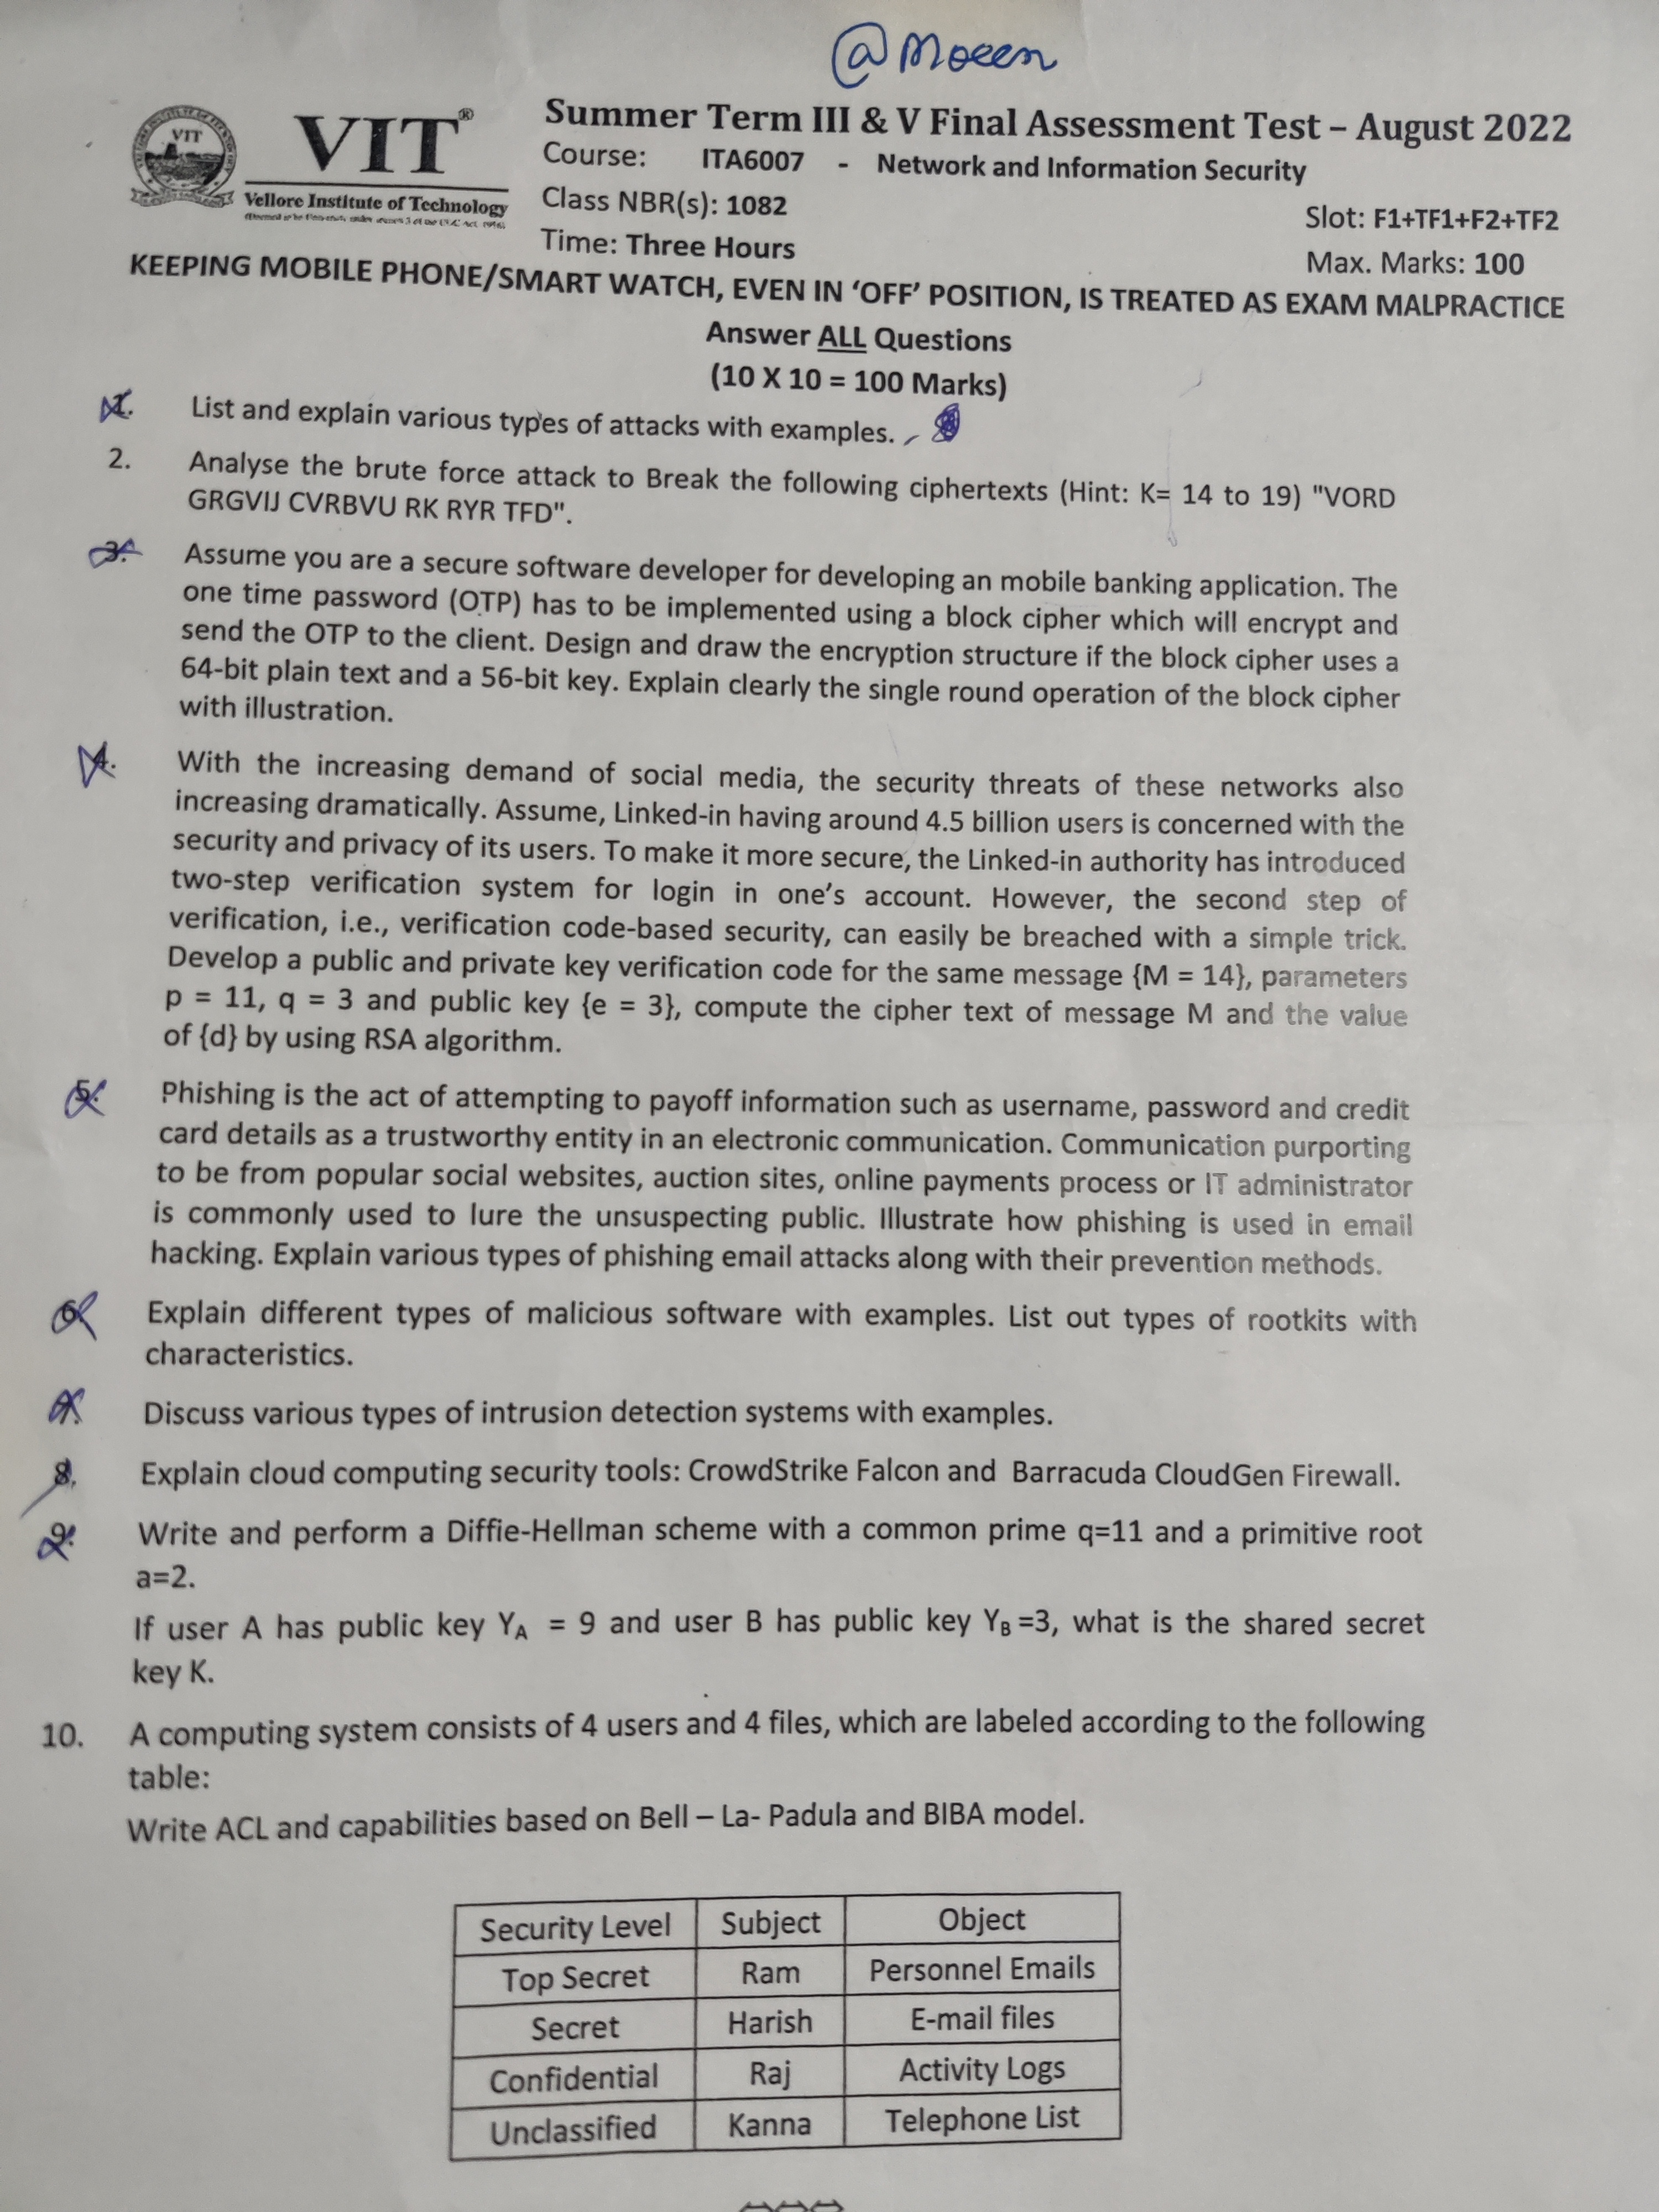 @Moeen
VIT®
Vellore Institute of Technology
Summer Term III & V Final Assessment Test – August 2022
Course: ITA6007 - Network and Information Security
Class NBR(s): 1082
Slot: F1+TF1+F2+TF2
Time: Three Hours
Max. Marks: 100
KEEPING MOBILE PHONE/SMART WATCH, EVEN IN ‘OFF’ POSITION, IS TREATED AS EXAM MALPRACTICE
Answer ALL Questions
(10 X 10 = 100 Marks)
1. List and explain various types of attacks with examples.
2. Analyse the brute force attack to Break the following ciphertexts (Hint: K= 14 to 19) "VORD
GRGVIJ CVRBVU RK RYR TFD".
3. Assume you are a secure software developer for developing an mobile banking application. The
one time password (OTP) has to be implemented using a block cipher which will encrypt and
send the OTP to the client. Design and draw the encryption structure if the block cipher uses a
64-bit plain text and a 56-bit key. Explain clearly the single round operation of the block cipher
with illustration.
4. With the increasing demand of social media, the security threats of these networks also
increasing dramatically. Assume, Linked-in having around 4.5 billion users is concerned with the
security and privacy of its users. To make it more secure, the Linked-in authority has introduced
two-step verification system for login in one’s account. However, the second step of
verification, i.e., verification code-based security, can easily be breached with a simple trick.
Develop a public and private key verification code for the same message {M = 14}, parameters
p = 11, q = 3 and public key {e = 3}, compute the cipher text of message M and the value
of {d} by using RSA algorithm.
5. Phishing is the act of attempting to payoff information such as username, password and credit
card details as a trustworthy entity in an electronic communication. Communication purporting
to be from popular social websites, auction sites, online payments process or IT administrator
is commonly used to lure the unsuspecting public. Illustrate how phishing is used in email
hacking. Explain various types of phishing email attacks along with their prevention methods.
6. Explain different types of malicious software with examples. List out types of rootkits with
characteristics.
7. Discuss various types of intrusion detection systems with examples.
8. Explain cloud computing security tools: CrowdStrike Falcon and Barracuda CloudGen Firewall.
9. Write and perform a Diffie-Hellman scheme with a common prime q=11 and a primitive root
a=2.
If user A has public key YA = 9 and user B has public key YB =3, what is the shared secret
key K.
10. A computing system consists of 4 users and 4 files, which are labeled according to the following
table:
Write ACL and capabilities based on Bell – La- Padula and BIBA model.
Security Level Subject Object
Top Secret Ram Personnel Emails
Secret Harish E-mail files
Confidential Raj Activity Logs
Unclassified Kanna Telephone List